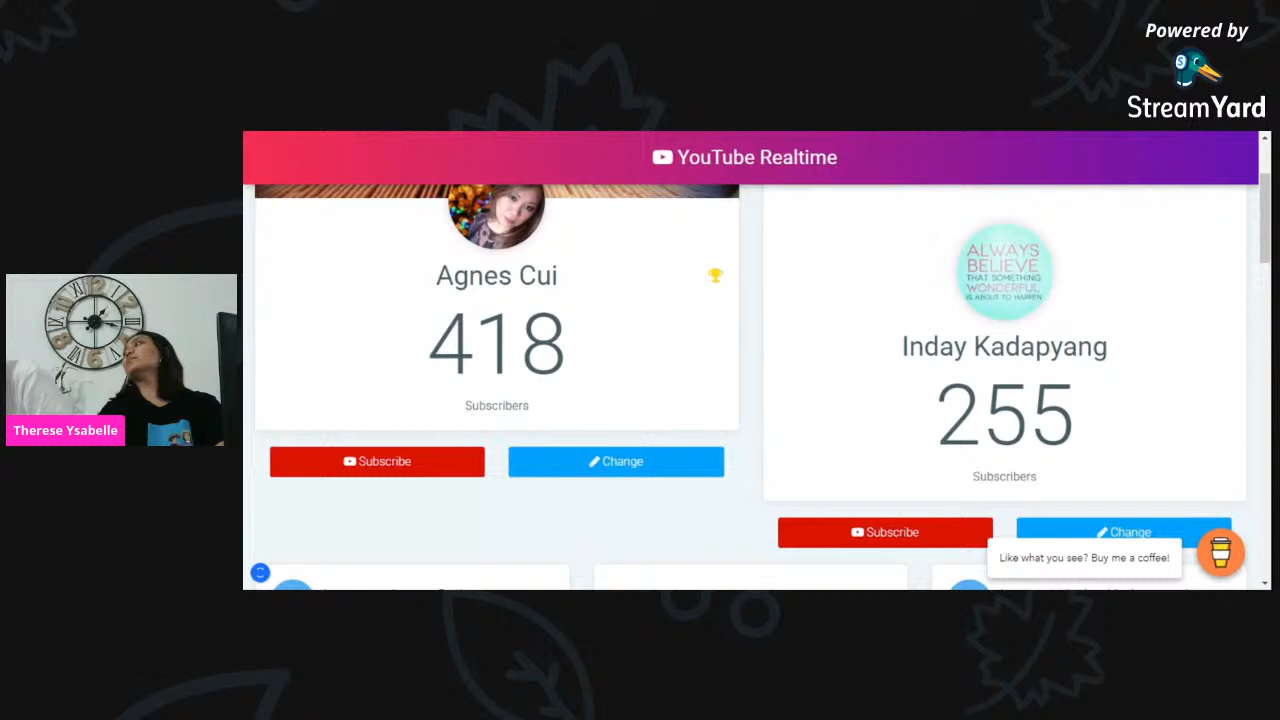 Powered by
StreamYard
YouTube Realtime
Agnes Cui
418
Subscribers
Subscribe
Change
ALWAYS
BELIEVE
THAT SOMETHING
WONDERFUL
IS ABOUT TO HAPPEN
Inday Kadapyang
255
Subscribers
Subscribe
Change
Like what you see? Buy me a coffee!
Therese Ysabelle